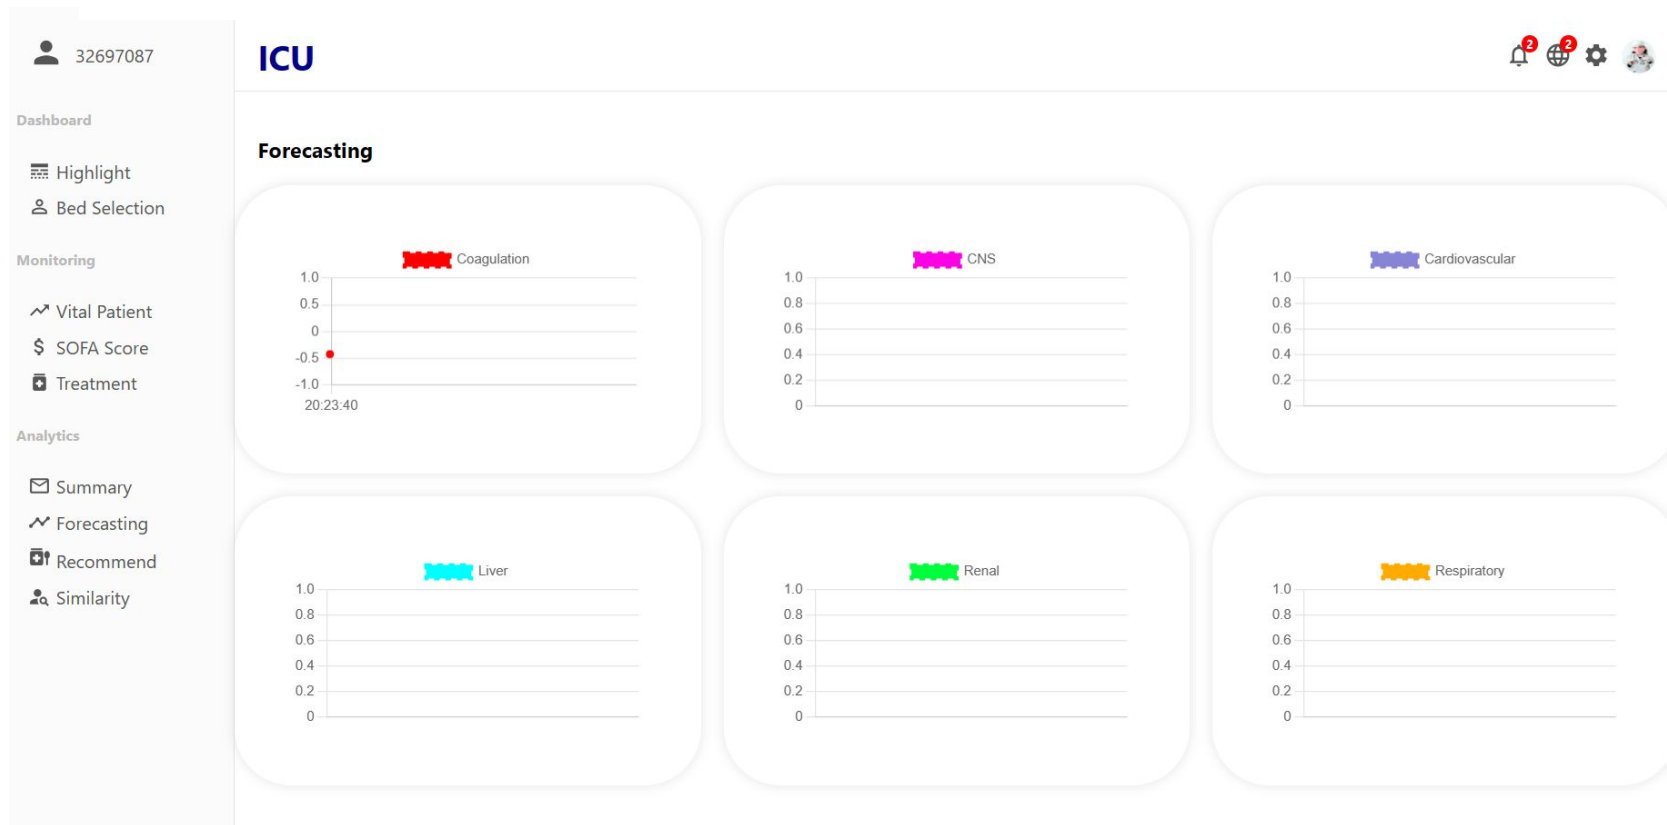 32697087
ICU
2
2
Dashboard
Highlight
Bed Selection
Monitoring
Vital Patient
SOFA Score
Treatment
Analytics
Summary
Forecasting
Recommend
Similarity
Forecasting
Coagulation
1.0
0.5
0
-0.5
-1.0
20:23:40
CNS
1.0
0.8
0.6
0.4
0.2
0
Cardiovascular
1.0
0.8
0.6
0.4
0.2
0
Liver
1.0
0.8
0.6
0.4
0.2
0
Renal
1.0
0.8
0.6
0.4
0.2
0
Respiratory
1.0
0.8
0.6
0.4
0.2
0